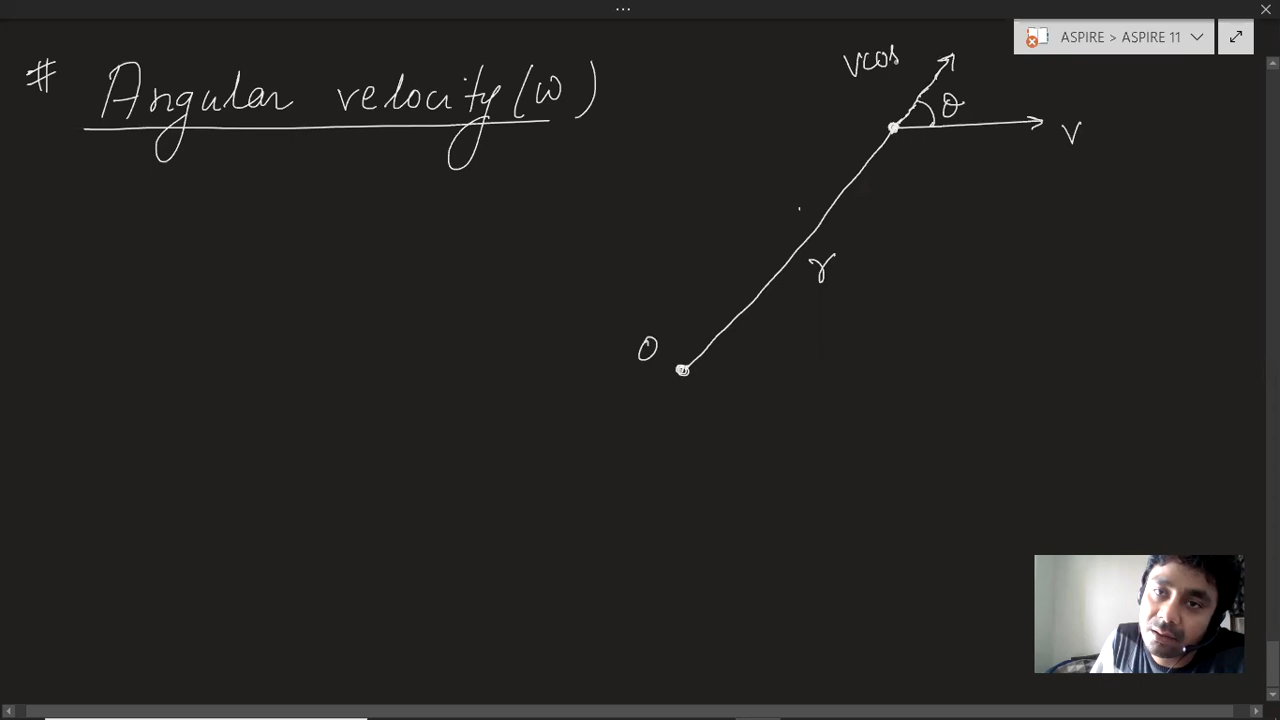 # Angular velocity (ω)
ASPIRE > ASPIRE 11
vcos
θ
v
r
O